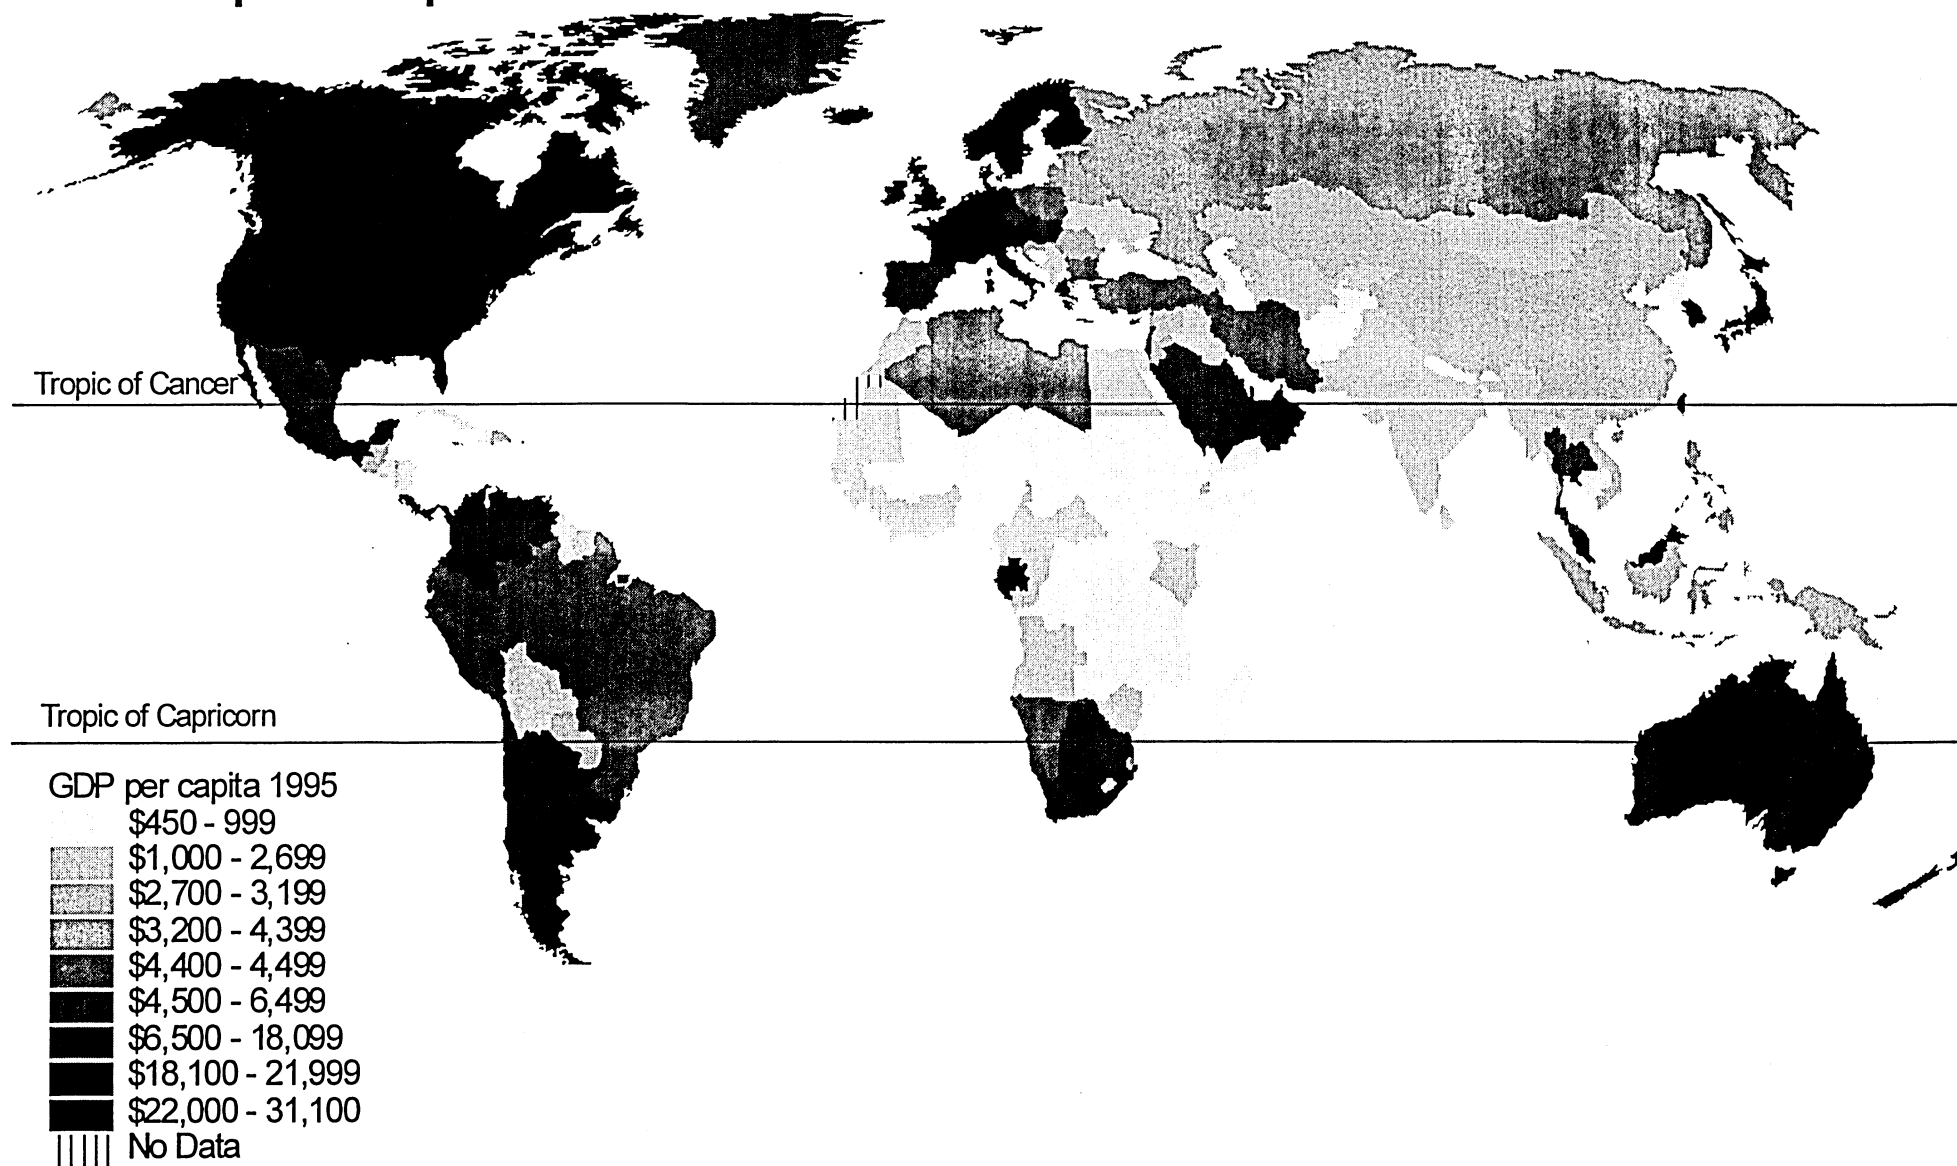 Tropic of Cancer
Tropic of Capricorn
GDP per capita 1995
$450 - 999
$1,000 - 2,699
$2,700 - 3,199
$3,200 - 4,399
$4,400 - 4,499
$4,500 - 6,499
$6,500 - 18,099
$18,100 - 21,999
$22,000 - 31,100
No Data